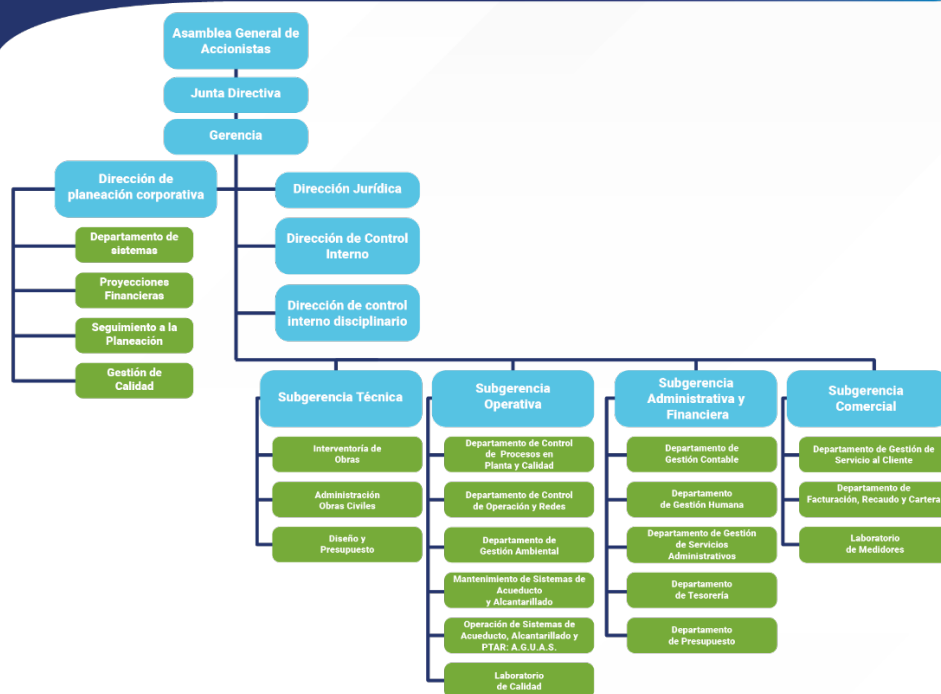 Asamblea General de
Accionistas
Junta Directiva
Gerencia
Dirección de
planeación corporativa
Departamento de
sistemas
Proyecciones
Financieras
Seguimiento a la
Planeación
Gestión de
Calidad
Dirección Jurídica
Dirección de Control
Interno
Dirección de control
interno disciplinario
Subgerencia Técnica
Interventoría de
Obras
Administración
Obras Civiles
Diseño y
Presupuesto
Subgerencia
Operativa
Departamento de Control
de Procesos en
Planta y Calidad
Departamento de Control
de Operación y Redes
Departamento de
Gestión Ambiental
Mantenimiento de Sistemas de
Acueducto
y Alcantarillado
Operación de Sistemas de
Acueducto, Alcantarillado y
PTAR: A.G.U.A.S.
Laboratorio
de Calidad
Subgerencia
Administrativa y
Financiera
Departamento de
Gestión Contable
Departamento
de Gestión Humana
Departamento de Gestión
de Servicios
Administrativos
Departamento
de Tesorería
Departamento
de Presupuesto
Subgerencia
Comercial
Departamento de Gestión de
Servicio al Cliente
Departamento de
Facturación, Recaudo y Cartera
Laboratorio
de Medidores